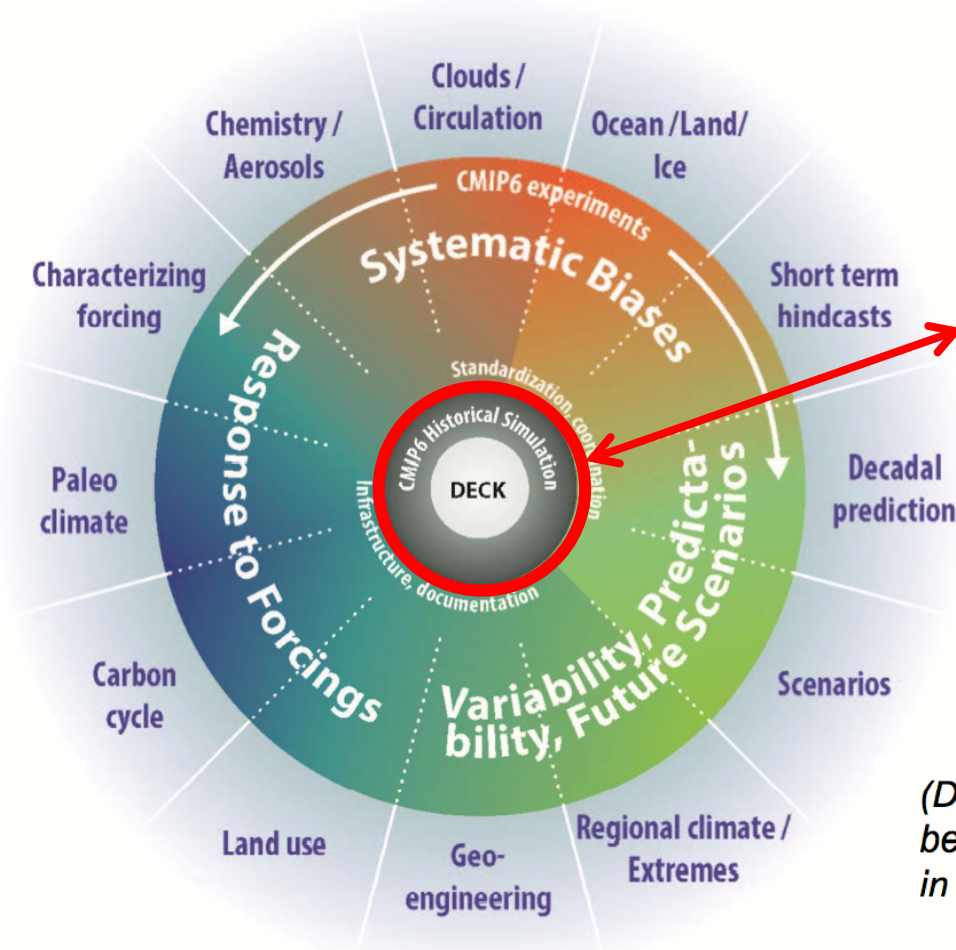 Clouds /
Circulation
Chemistry /
Aerosols
Ocean /Land/
Ice
CMIP6 experiments
Systematic Biases
Characterizing
forcing
Short term
hindcasts
Response to Forcings
Standardization, coordination
CMIP6 Historical Simulation
DECK
Infrastructure, documentation
Paleo
climate
Decadal
prediction
Variability, Predicta-
bility, Future Scenarios
Carbon
cycle
Scenarios
Land use
Geo-
engineering
Regional climate /
Extremes
(D
be
in